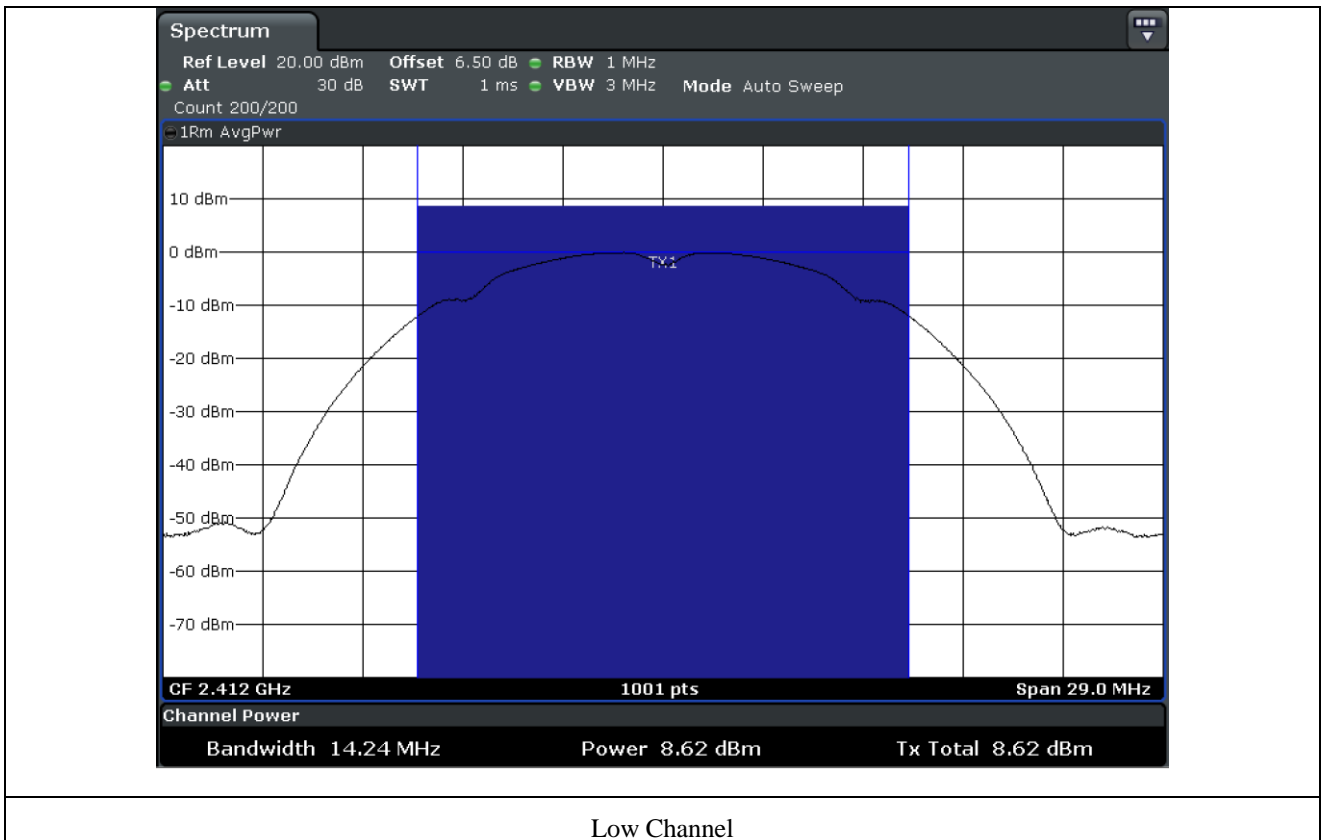 Spectrum
Ref Level 20.00 dBm Offset 6.50 dB RBW 1 MHz
Att 30 dB SWT 1 ms VBW 3 MHz Mode Auto Sweep
Count 200/200
1Rm AvgPwr
10 dBm
0 dBm
TX1
-10 dBm
-20 dBm
-30 dBm
-40 dBm
-50 dBm
-60 dBm
-70 dBm
CF 2.412 GHz 1001 pts Span 29.0 MHz
Channel Power
Bandwidth 14.24 MHz Power 8.62 dBm Tx Total 8.62 dBm
Low Channel